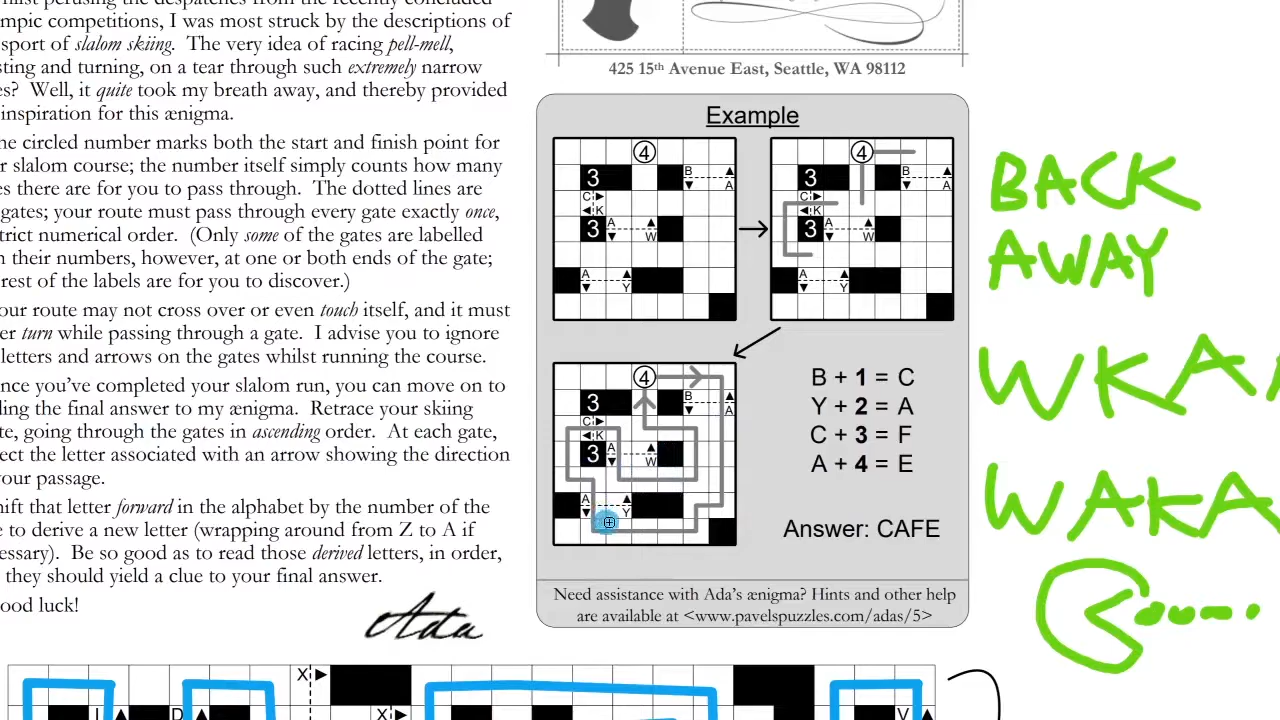 mpic competitions, I was most struck by the descriptions of
sport of slalom skiing. The very idea of racing pell-mell,
sting and turning, on a tear through such extremely narrow
es? Well, it quite took my breath away, and thereby provided
inspiration for this ænigma.
he circled number marks both the start and finish point for
r slalom course; the number itself simply counts how many
es there are for you to pass through. The dotted lines are
gates; your route must pass through every gate exactly once,
trict numerical order. (Only some of the gates are labelled
h their numbers, however, at one or both ends of the gate;
rest of the labels are for you to discover.)
our route may not cross over or even touch itself, and it must
er turn while passing through a gate. I advise you to ignore
letters and arrows on the gates whilst running the course.
nce you've completed your slalom run, you can move on to
ding the final answer to my ænigma. Retrace your skiing
te, going through the gates in ascending order. At each gate,
ect the letter associated with an arrow showing the direction
your passage.
hift that letter forward in the alphabet by the number of the
e to derive a new letter (wrapping around from Z to A if
essary). Be so good as to read those derived letters, in order,
they should yield a clue to your final answer.
ood luck!
Ada
425 15th Avenue East, Seattle, WA 98112
Example
4
3 B A
C K
3 A W
A Y
4
3 B A
C K
3 A W
A Y
4
3 B A
C K
3 A W
A Y
B + 1 = C
Y + 2 = A
C + 3 = F
A + 4 = E
Answer: CAFE
Need assistance with Ada's ænigma? Hints and other help
are available at <www.pavelspuzzles.com/adas/5>
BACK
AWAY
WKA
WAKA
X
D X V